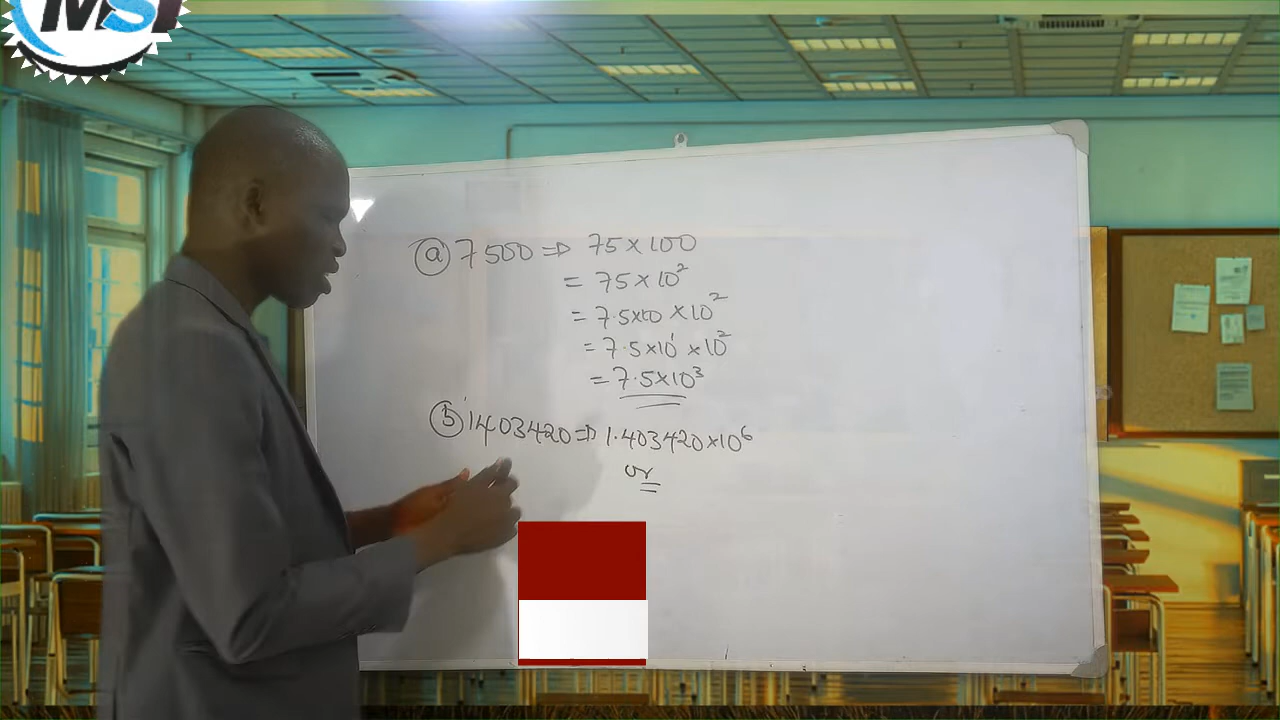 MSI
ⓐ 7500 ⇒ 75 × 100
= 75 × 10²
= 7.5×10 × 10²
= 7.5×10¹ × 10²
= 7.5×10³
ⓑ 1403420 ⇒ 1.403420×10⁶
or